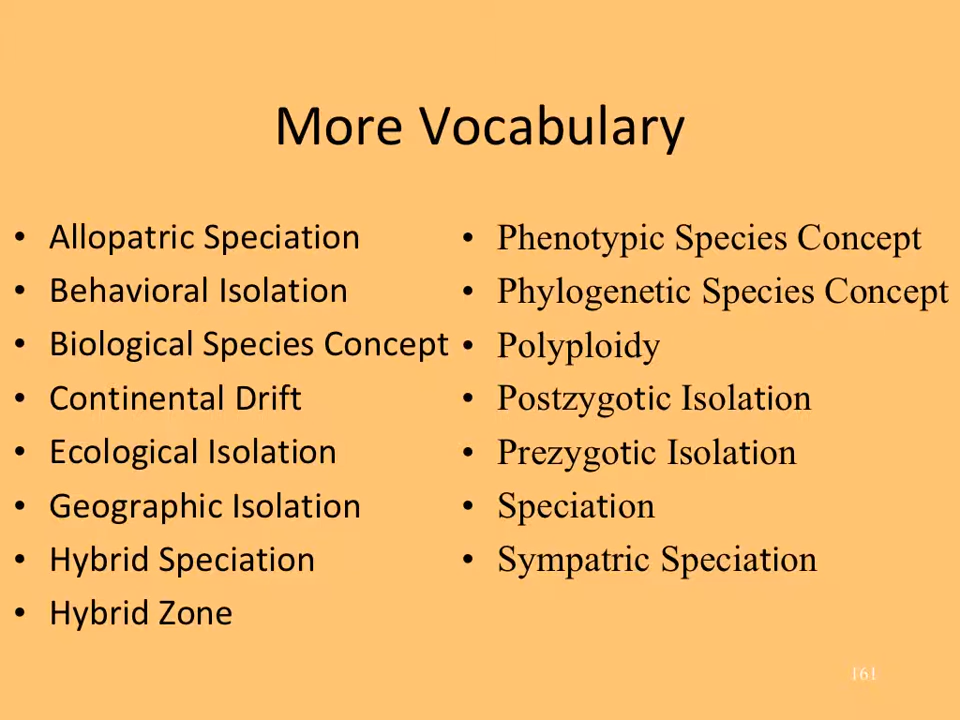 More Vocabulary
• Allopatric Speciation
• Behavioral Isolation
• Biological Species Concept
• Continental Drift
• Ecological Isolation
• Geographic Isolation
• Hybrid Speciation
• Hybrid Zone
• Phenotypic Species Concept
• Phylogenetic Species Concept
• Polyploidy
• Postzygotic Isolation
• Prezygotic Isolation
• Speciation
• Sympatric Speciation
161